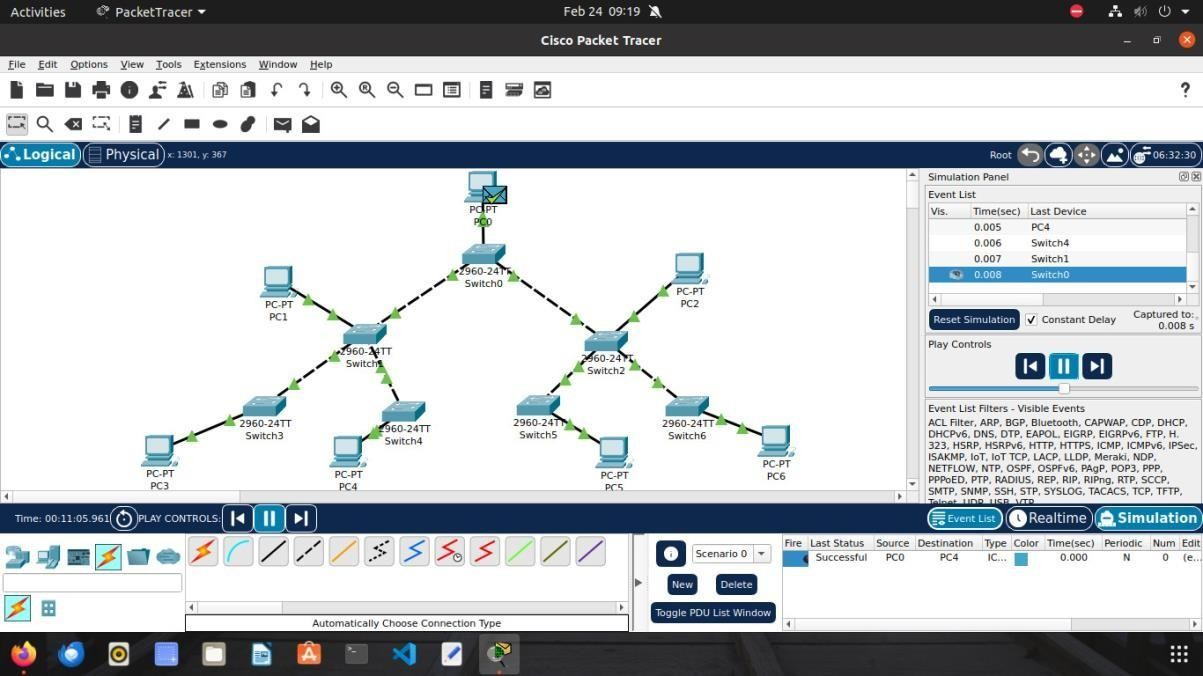 Activities PacketTracer Feb 24 09:19
Cisco Packet Tracer
File Edit Options View Tools Extensions Window Help
?
Logical Physical x: 1301, y: 367 Root 06:32:30
PC-PT
PC0
2960-24TT
Switch0
PC-PT
PC1
PC-PT
PC2
2960-24TT
2960-24TT
Switch2
2960-24TT
Switch3
2960-24TT
Switch4
2960-24TT
Switch5
2960-24TT
Switch6
PC-PT
PC3
PC-PT
PC4
PC-PT
PC5
PC-PT
PC6
Simulation Panel
Event List
Vis. Time(sec) Last Device
0.005 PC4
0.006 Switch4
0.007 Switch1
0.008 Switch0
Reset Simulation Constant Delay Captured to:
0.008 s
Play Controls
Event List Filters - Visible Events
ACL Filter, ARP, BGP, Bluetooth, CAPWAP, CDP, DHCP,
DHCPv6, DNS, DTP, EAPOL, EIGRP, EIGRPv6, FTP, H.
323, HSRP, HSRPv6, HTTP, HTTPS, ICMP, ICMPv6, IPSec,
ISAKMP, IoT, IoT TCP, LACP, LLDP, Meraki, NDP,
NETFLOW, NTP, OSPF, OSPFv6, PAgP, POP3, PPP,
PPPoED, PTP, RADIUS, REP, RIP, RIPng, RTP, SCCP,
SMTP, SNMP, SSH, STP, SYSLOG, TACACS, TCP, TFTP,
Telnet, UDP, USB, VTP
Time: 00:11:05.961 PLAY CONTROLS: Event List Realtime Simulation
Scenario 0
New Delete
Toggle PDU List Window
Automatically Choose Connection Type
Fire Last Status Source Destination Type Color Time(sec) Periodic Num Edit
Successful PC0 PC4 IC... 0.000 N 0 (e...